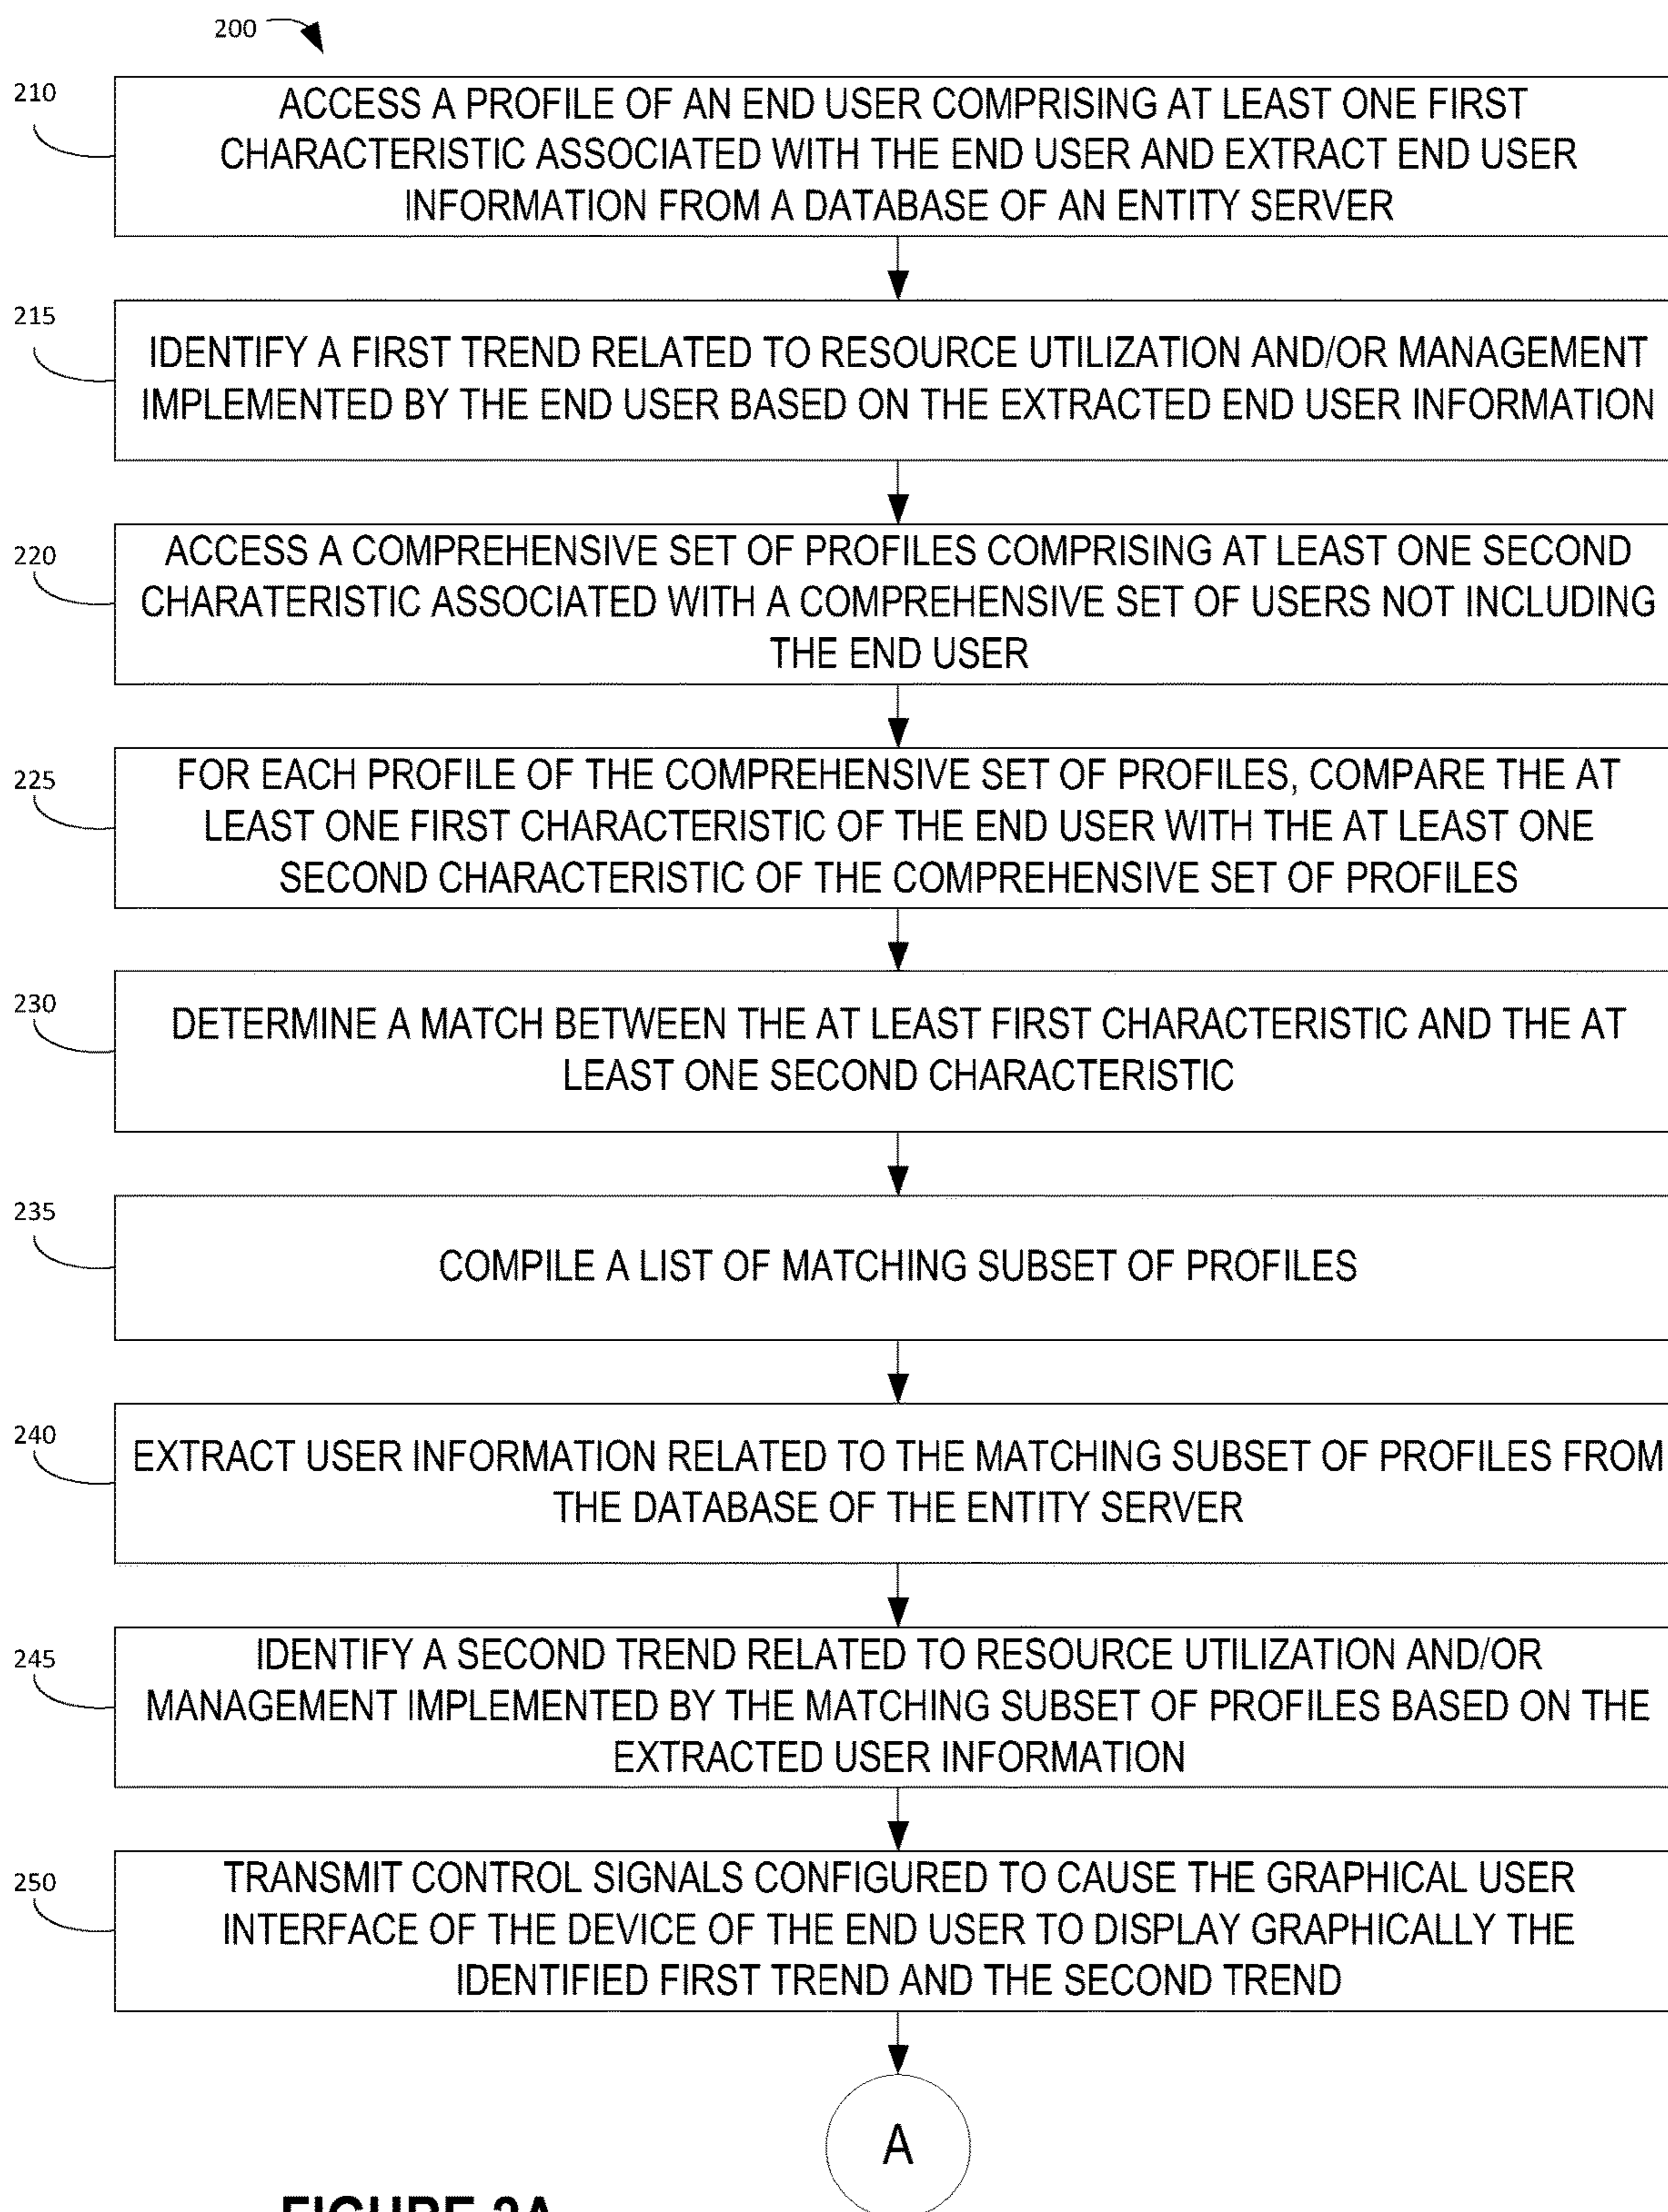 200
210
ACCESS A PROFILE OF AN END USER COMPRISING AT LEAST ONE FIRST
CHARACTERISTIC ASSOCIATED WITH THE END USER AND EXTRACT END USER
INFORMATION FROM A DATABASE OF AN ENTITY SERVER
215
IDENTIFY A FIRST TREND RELATED TO RESOURCE UTILIZATION AND/OR MANAGEMENT
IMPLEMENTED BY THE END USER BASED ON THE EXTRACTED END USER INFORMATION
220
ACCESS A COMPREHENSIVE SET OF PROFILES COMPRISING AT LEAST ONE SECOND
CHARATERISTIC ASSOCIATED WITH A COMPREHENSIVE SET OF USERS NOT INCLUDING
THE END USER
225
FOR EACH PROFILE OF THE COMPREHENSIVE SET OF PROFILES, COMPARE THE AT
LEAST ONE FIRST CHARACTERISTIC OF THE END USER WITH THE AT LEAST ONE
SECOND CHARACTERISTIC OF THE COMPREHENSIVE SET OF PROFILES
230
DETERMINE A MATCH BETWEEN THE AT LEAST FIRST CHARACTERISTIC AND THE AT
LEAST ONE SECOND CHARACTERISTIC
235
COMPILE A LIST OF MATCHING SUBSET OF PROFILES
240
EXTRACT USER INFORMATION RELATED TO THE MATCHING SUBSET OF PROFILES FROM
THE DATABASE OF THE ENTITY SERVER
245
IDENTIFY A SECOND TREND RELATED TO RESOURCE UTILIZATION AND/OR
MANAGEMENT IMPLEMENTED BY THE MATCHING SUBSET OF PROFILES BASED ON THE
EXTRACTED USER INFORMATION
250
TRANSMIT CONTROL SIGNALS CONFIGURED TO CAUSE THE GRAPHICAL USER
INTERFACE OF THE DEVICE OF THE END USER TO DISPLAY GRAPHICALLY THE
IDENTIFIED FIRST TREND AND THE SECOND TREND
A
FIGURE